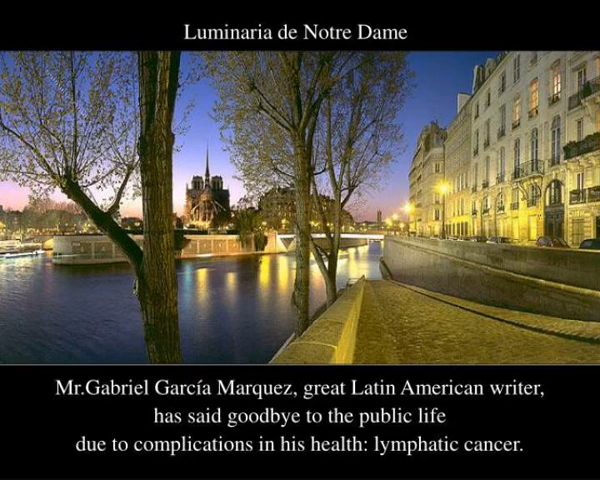 Luminaria de Notre Dame
Mr.Gabriel García Marquez, great Latin American writer,
has said goodbye to the public life
due to complications in his health: lymphatic cancer.